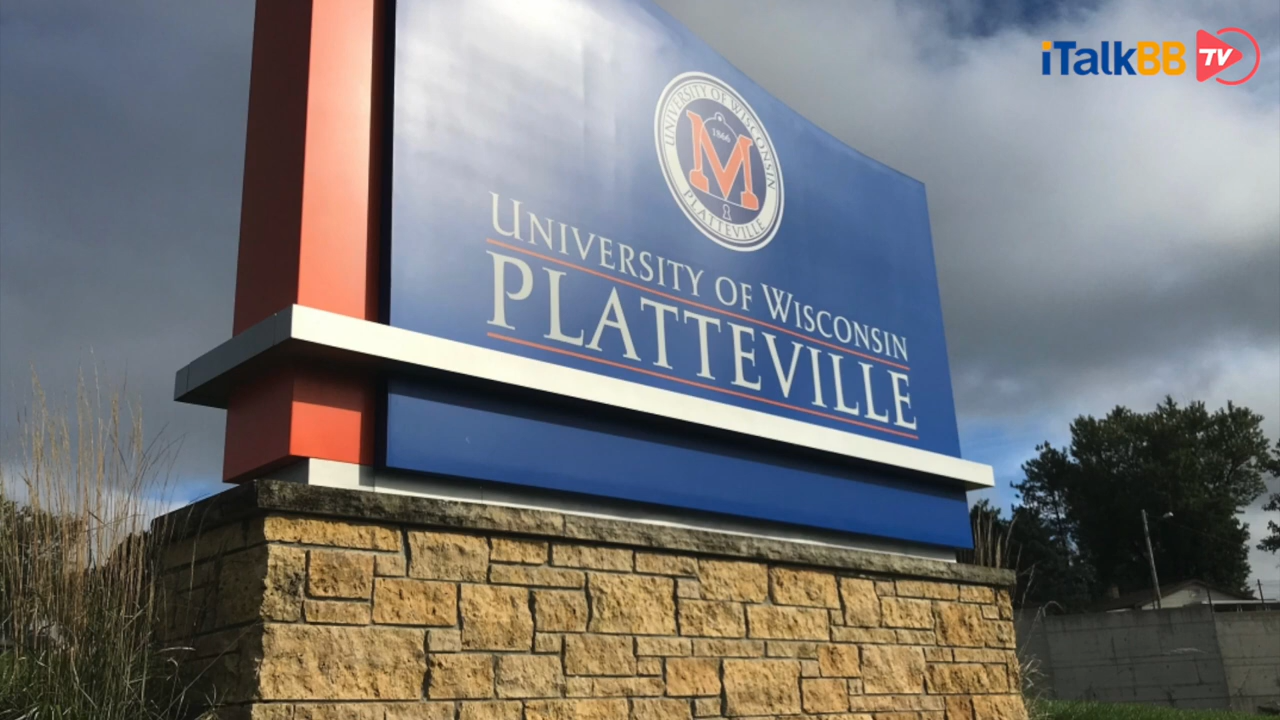 iTalkBB TV
UNIVERSITY OF WISCONSIN
1866
M
PLATTEVILLE
UNIVERSITY OF WISCONSIN
PLATTEVILLE